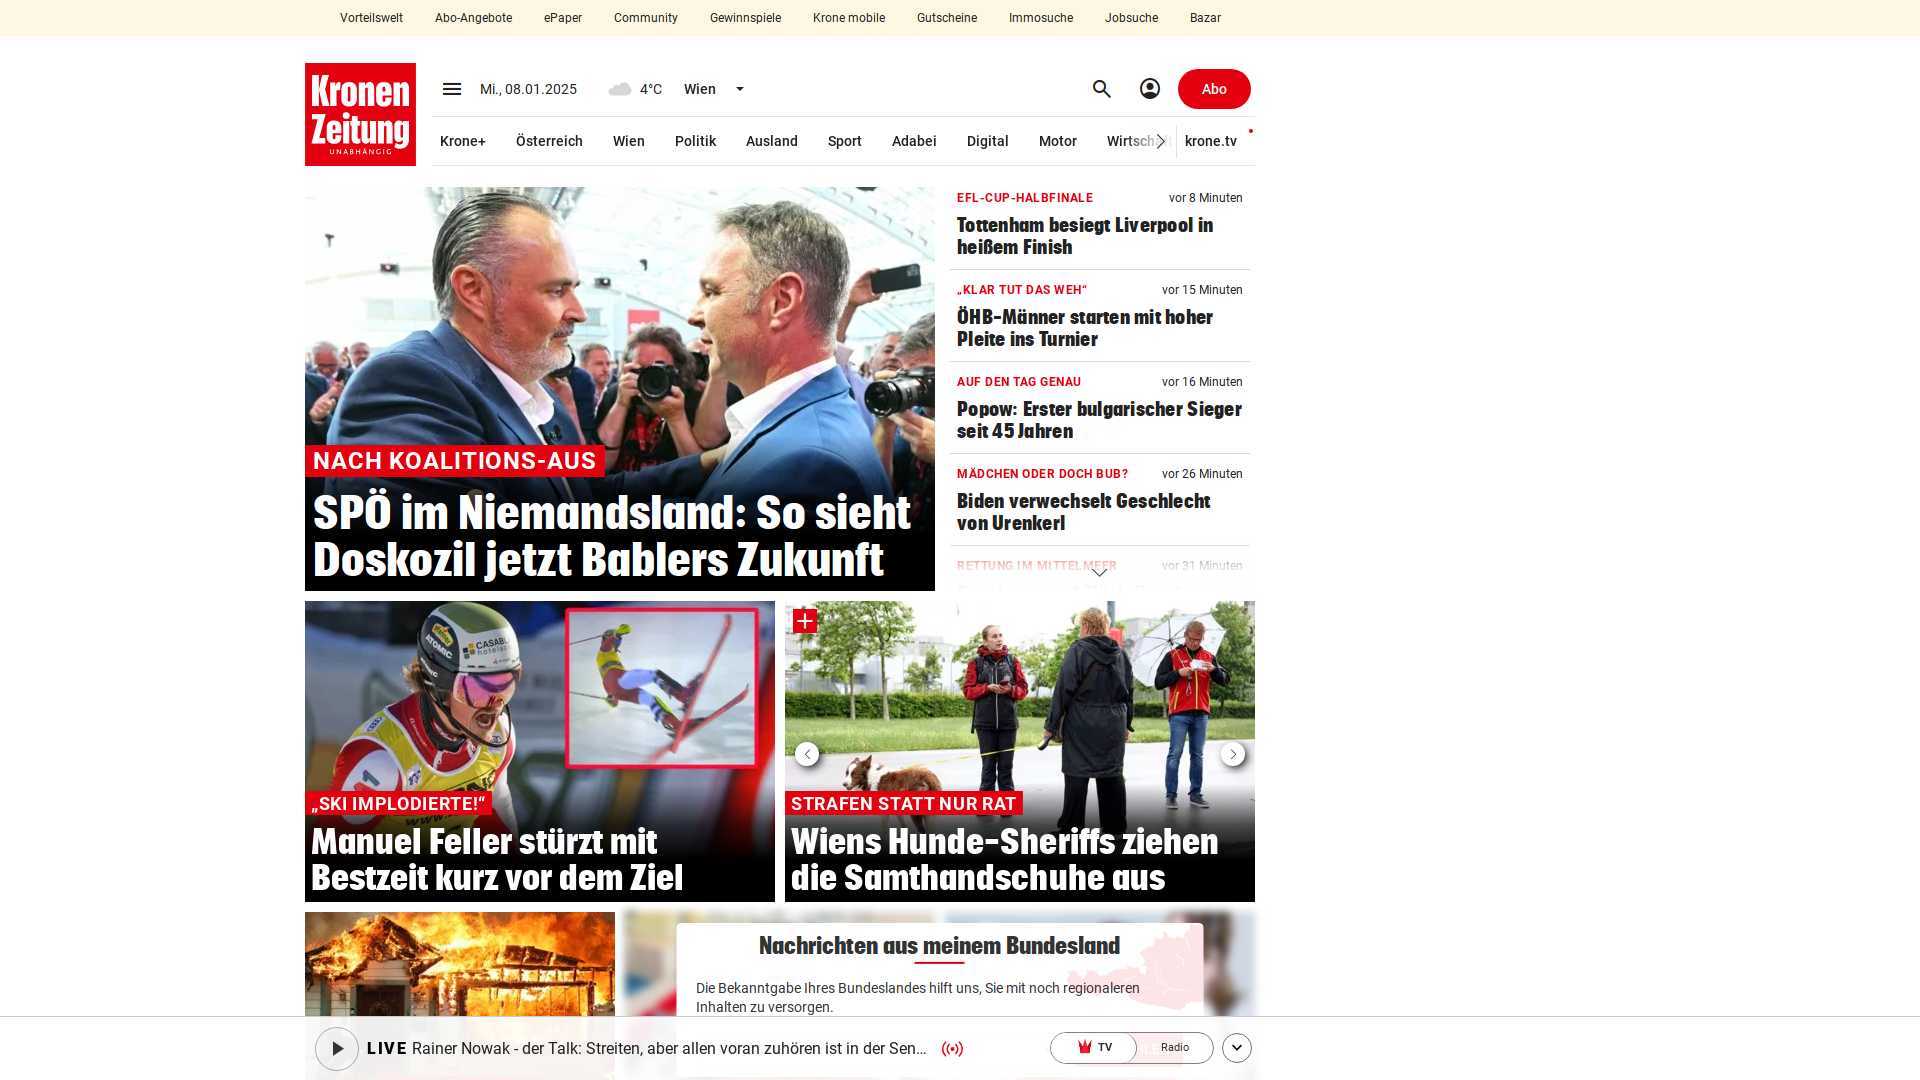 Vorteilswelt Abo-Angebote ePaper Community Gewinnspiele Krone mobile Gutscheine Immosuche Jobsuche Bazar
Kronen
Zeitung
UNABHÄNGIG
Mi., 08.01.2025 4°C Wien Abo
Krone+ Österreich Wien Politik Ausland Sport Adabei Digital Motor Wirtschaft krone.tv
NACH KOALITIONS-AUS
SPÖ im Niemandsland: So sieht
Doskozil jetzt Bablers Zukunft
EFL-CUP-HALBFINALE vor 8 Minuten
Tottenham besiegt Liverpool in
heißem Finish
„KLAR TUT DAS WEH“ vor 15 Minuten
ÖHB-Männer starten mit hoher
Pleite ins Turnier
AUF DEN TAG GENAU vor 16 Minuten
Popow: Erster bulgarischer Sieger
seit 45 Jahren
MÄDCHEN ODER DOCH BUB? vor 26 Minuten
Biden verwechselt Geschlecht
von Urenkerl
RETTUNG IM MITTELMEER vor 31 Minuten
ATOMIC
„SKI IMPLODIERTE!“
Manuel Feller stürzt mit
Bestzeit kurz vor dem Ziel
STRAFEN STATT NUR RAT
Wiens Hunde-Sheriffs ziehen
die Samthandschuhe aus
Nachrichten aus meinem Bundesland
Die Bekanntgabe Ihres Bundeslandes hilft uns, Sie mit noch regionaleren
Inhalten zu versorgen.
LIVE Rainer Nowak - der Talk: Streiten, aber allen voran zuhören ist in der Sen... TV Radio